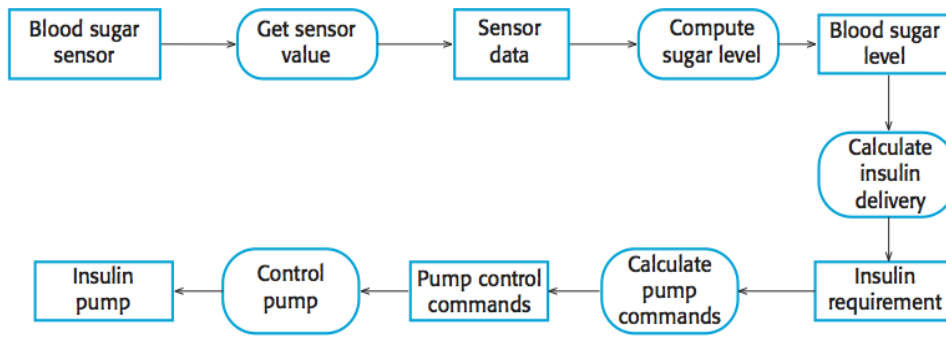 Blood sugar
sensor
Get sensor
value
Sensor
data
Compute
sugar level
Blood sugar
level
Calculate
insulin
delivery
Insulin
requirement
Calculate
pump
commands
Pump control
commands
Control
pump
Insulin
pump